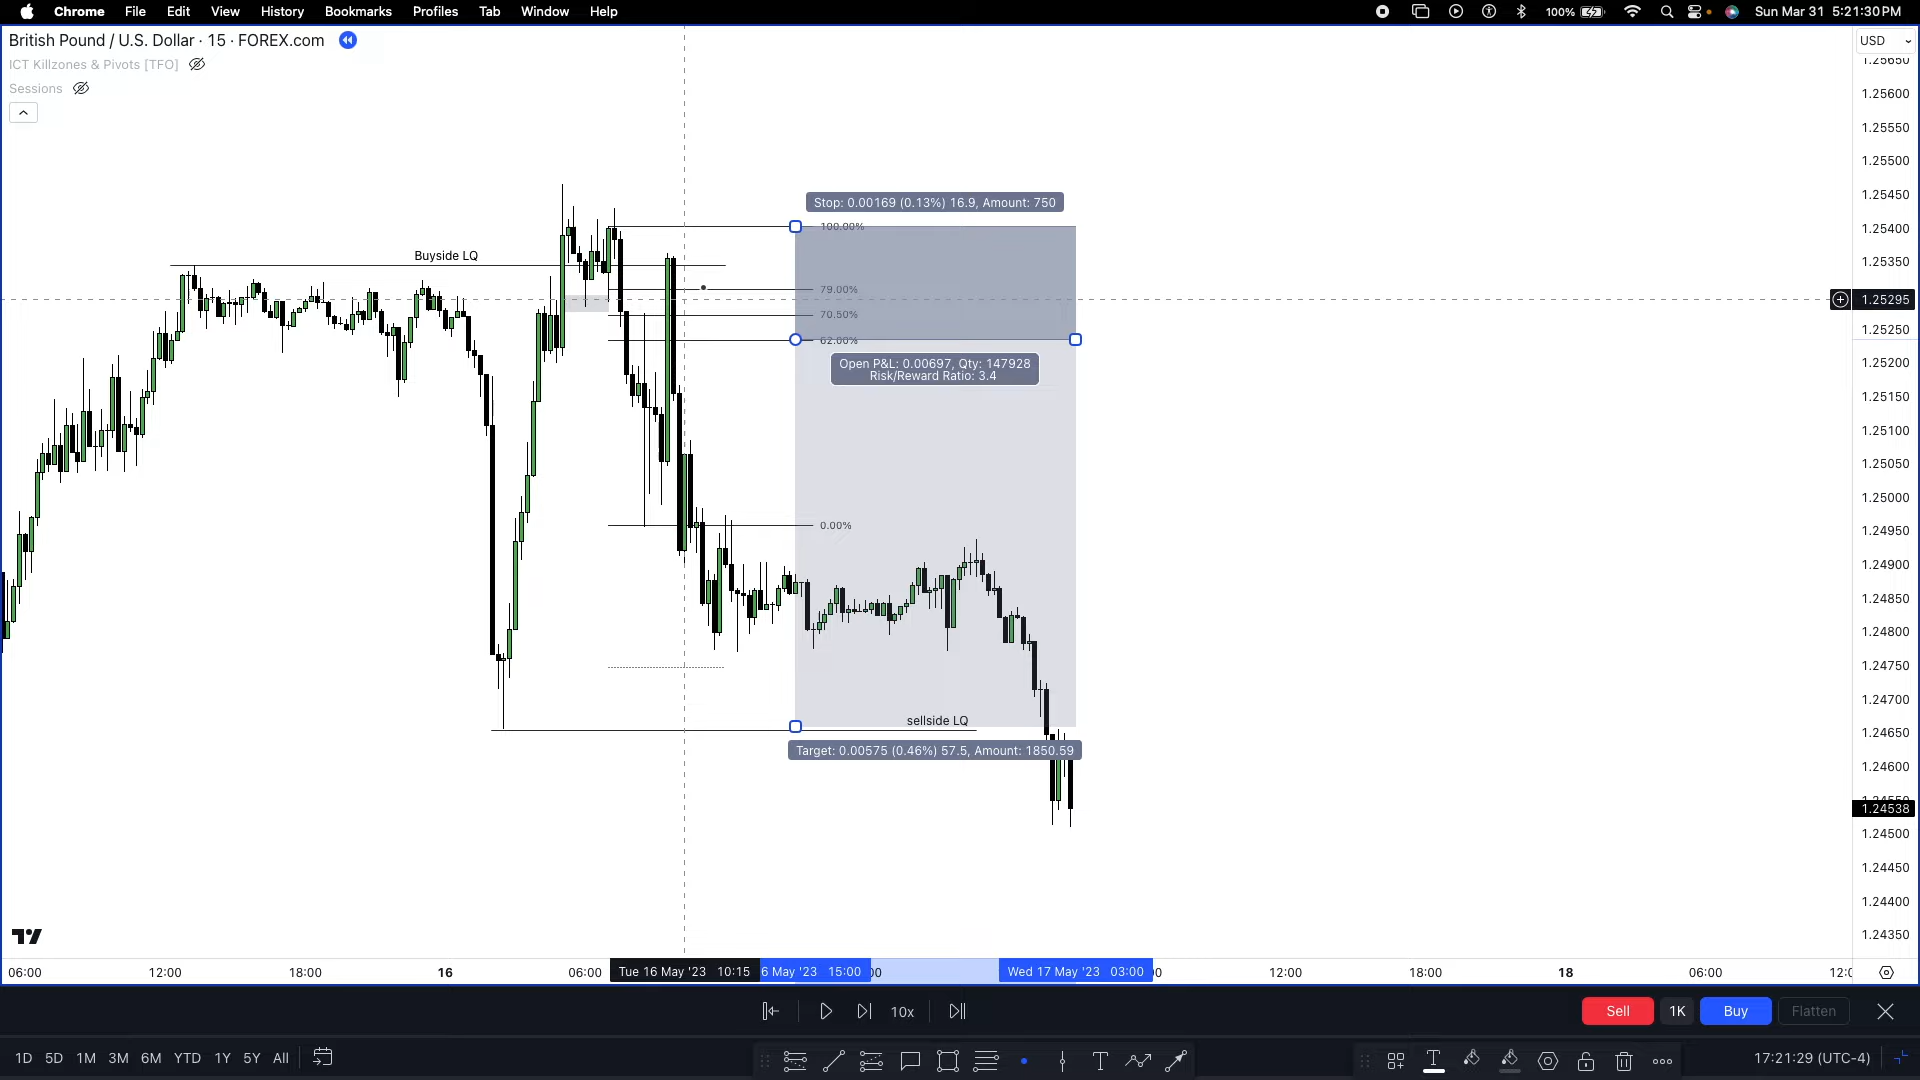 Chrome File Edit View History Bookmarks Profiles Tab Window Help 100% Sun Mar 31 5:21:30 PM
British Pound / U.S. Dollar · 15 · FOREX.com
ICT Killzones & Pivots [TFO]
Sessions
USD
1.25650
1.25600
1.25550
1.25500
1.25450
1.25400
1.25350
1.25295
1.25250
1.25200
1.25150
1.25100
1.25050
1.25000
1.24950
1.24900
1.24850
1.24800
1.24750
1.24700
1.24650
1.24600
1.24550
1.24538
1.24500
1.24450
1.24400
1.24350
Stop: 0.00169 (0.13%) 16.9, Amount: 750
100.00%
Buyside LQ
79.00%
70.50%
62.00%
Open P&L: 0.00697, Qty: 147928
Risk/Reward Ratio: 3.4
0.00%
sellside LQ
Target: 0.00575 (0.46%) 57.5, Amount: 1850.59
06:00 12:00 18:00 16 06:00 Tue 16 May '23 10:15 6 May '23 15:00 Wed 17 May '23 03:00 12:00 18:00 18 06:00
10x Sell 1K Buy Flatten
1D 5D 1M 3M 6M YTD 1Y 5Y All 17:21:29 (UTC-4)